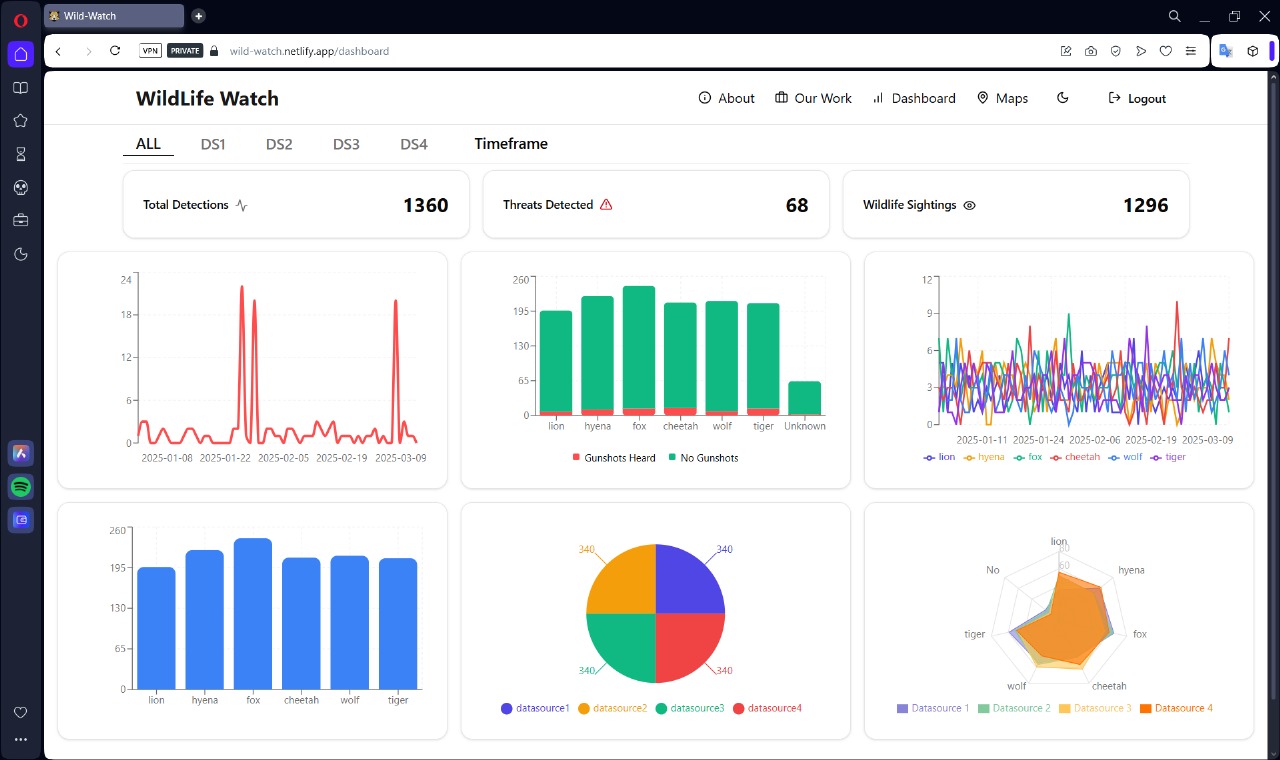 Wild-Watch
VPN PRIVATE wild-watch.netlify.app/dashboard
WildLife Watch
About Our Work Dashboard Maps Logout
ALL DS1 DS2 DS3 DS4 Timeframe
Total Detections 1360
Threats Detected 68
Wildlife Sightings 1296
24
18
12
6
0
2025-01-08 2025-01-22 2025-02-05 2025-02-19 2025-03-09
260
195
130
65
0
lion hyena fox cheetah wolf tiger Unknown
Gunshots Heard No Gunshots
12
9
6
3
0
2025-01-11 2025-01-24 2025-02-06 2025-02-19 2025-03-09
lion hyena fox cheetah wolf tiger
260
195
130
65
0
lion hyena fox cheetah wolf tiger
340 340
340 340
datasource1 datasource2 datasource3 datasource4
lion
80
60
No hyena
tiger fox
wolf cheetah
Datasource 1 Datasource 2 Datasource 3 Datasource 4